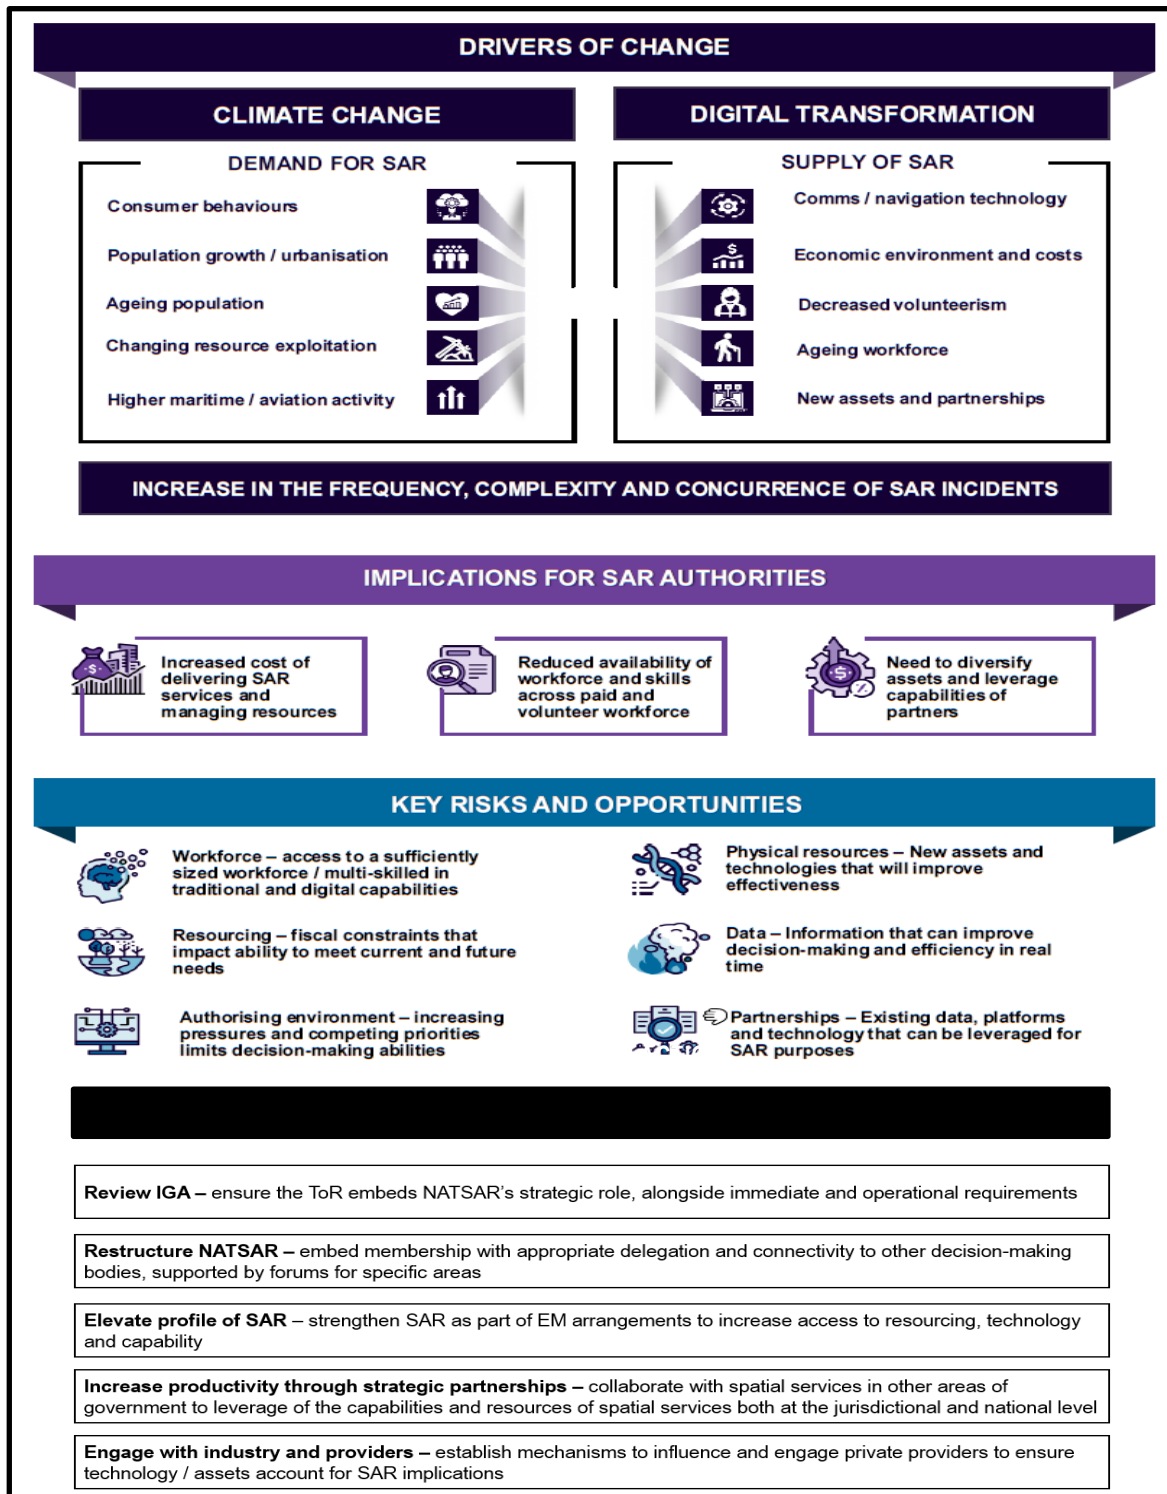 DRIVERS OF CHANGE
CLIMATE CHANGE
DEMAND FOR SAR
Consumer behaviours
Population growth / urbanisation
Ageing population
Changing resource exploitation
Higher maritime / aviation activity
DIGITAL TRANSFORMATION
SUPPLY OF SAR
Comms / navigation technology
Economic environment and costs
Decreased volunteerism
Ageing workforce
New assets and partnerships
INCREASE IN THE FREQUENCY, COMPLEXITY AND CONCURRENCE OF SAR INCIDENTS
IMPLICATIONS FOR SAR AUTHORITIES
Increased cost of
delivering SAR
services and
managing resources
Reduced availability of
workforce and skills
across paid and
volunteer workforce
Need to diversify
assets and leverage
capabilities of
partners
KEY RISKS AND OPPORTUNITIES
Workforce – access to a sufficiently
sized workforce / multi-skilled in
traditional and digital capabilities
Resourcing – fiscal constraints that
impact ability to meet current and future
needs
Authorising environment – increasing
pressures and competing priorities
limits decision-making abilities
Physical resources – New assets and
technologies that will improve
effectiveness
Data – Information that can improve
decision-making and efficiency in real
time
Partnerships – Existing data, platforms
and technology that can be leveraged for
SAR purposes
Review IGA – ensure the ToR embeds NATSAR's strategic role, alongside immediate and operational requirements
Restructure NATSAR – embed membership with appropriate delegation and connectivity to other decision-making
bodies, supported by forums for specific areas
Elevate profile of SAR – strengthen SAR as part of EM arrangements to increase access to resourcing, technology
and capability
Increase productivity through strategic partnerships – collaborate with spatial services in other areas of
government to leverage of the capabilities and resources of spatial services both at the jurisdictional and national level
Engage with industry and providers – establish mechanisms to influence and engage private providers to ensure
technology / assets account for SAR implications